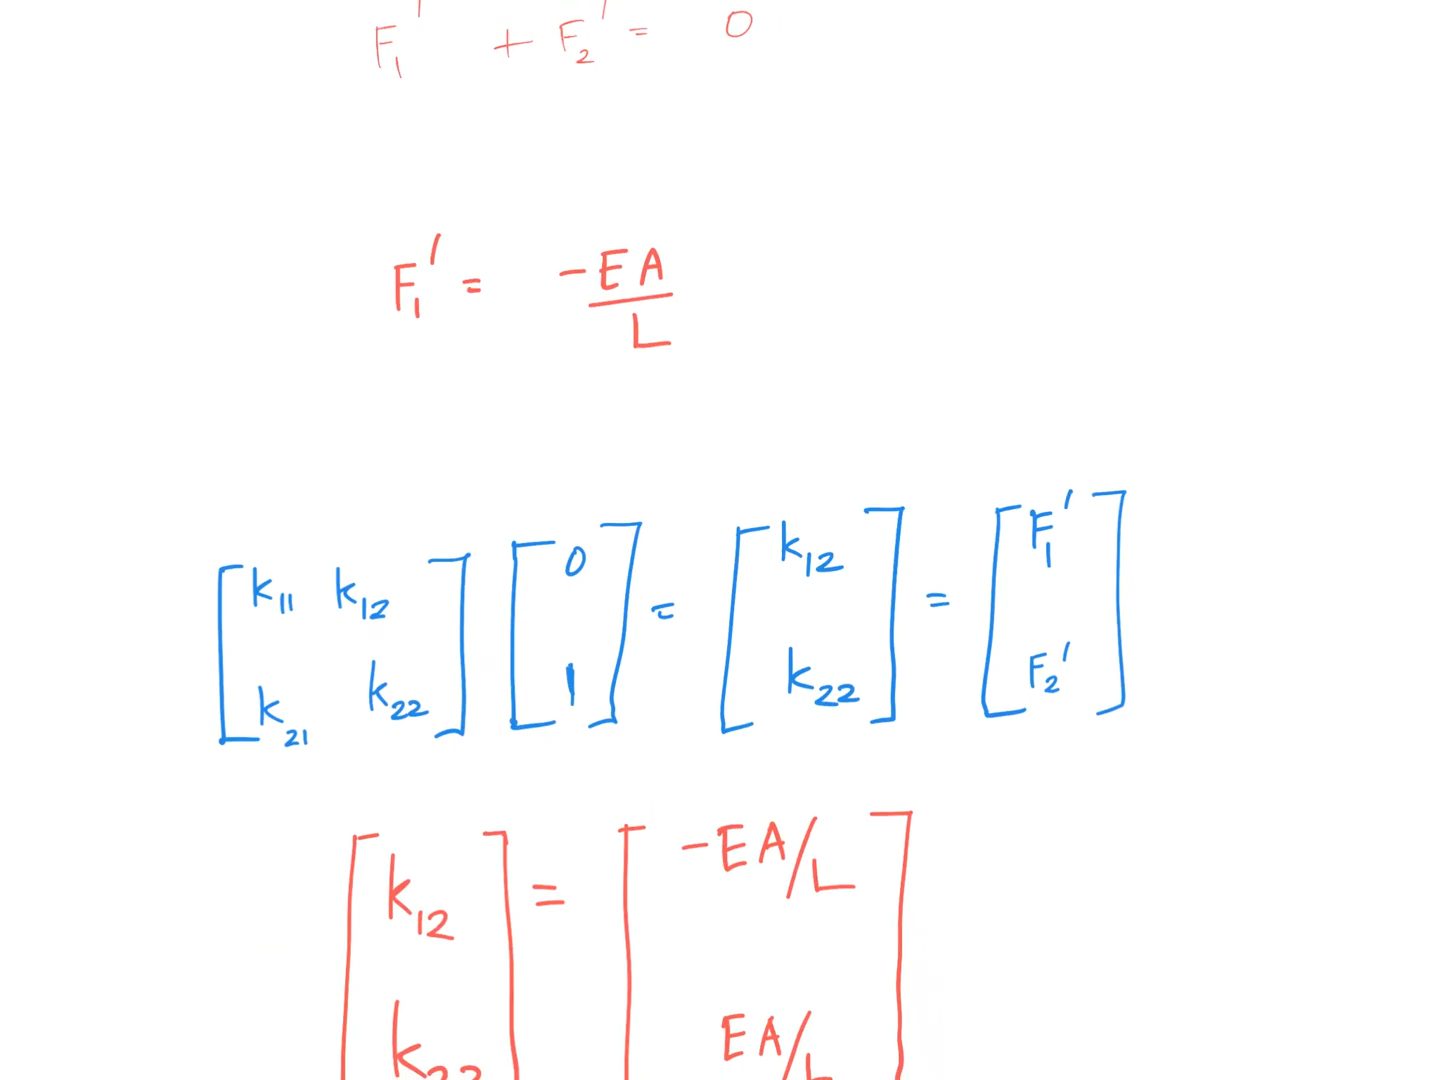 F₁' + F₂' = 0
F₁' = -EA
L
[k₁₁ k₁₂ [0 = [k₁₂ = [F₁'
k₂₁ k₂₂] 1] k₂₂] F₂']
[k₁₂ = [-EA/L
k₂₂] EA/L]